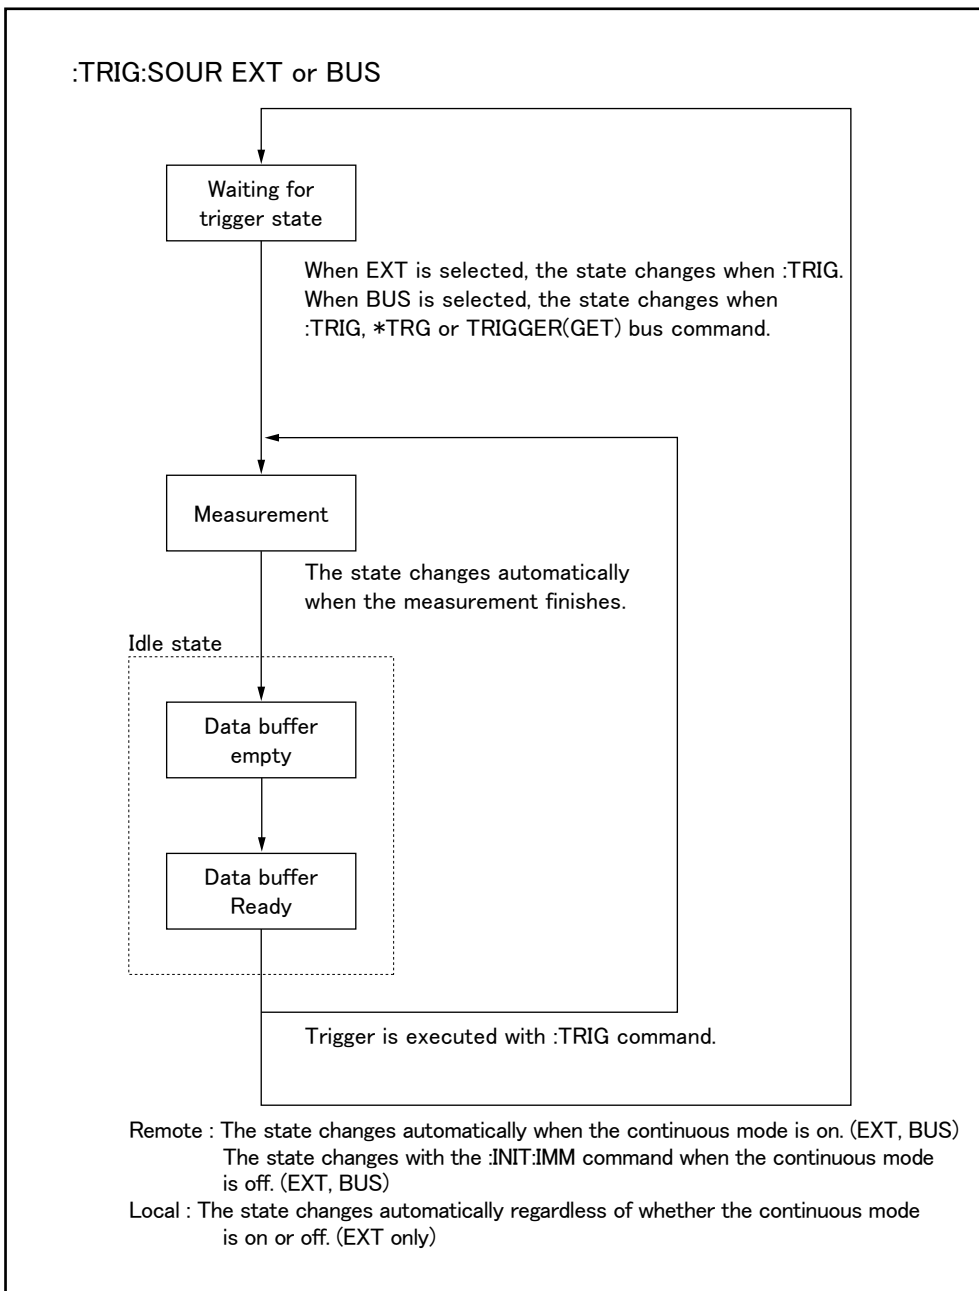 :TRIG:SOUR EXT or BUS
Waiting for
trigger state
When EXT is selected, the state changes when :TRIG.
When BUS is selected, the state changes when
:TRIG, *TRG or TRIGGER(GET) bus command.
Measurement
The state changes automatically
when the measurement finishes.
Idle state
Data buffer
empty
Data buffer
Ready
Trigger is executed with :TRIG command.
Remote : The state changes automatically when the continuous mode is on. (EXT, BUS)
The state changes with the :INIT:IMM command when the continuous mode
is off. (EXT, BUS)
Local : The state changes automatically regardless of whether the continuous mode
is on or off. (EXT only)